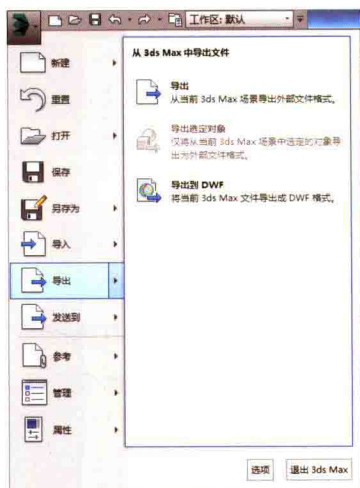 工作区: 默认
新建
重置
打开
保存
另存为
导入
导出
发送到
参考
管理
属性
从 3ds Max 中导出文件
导出
从当前 3ds Max 场景导出外部文件格式。
导出选定对象
仅将从当前 3ds Max 场景中选定的对象导
出为外部文件格式。
导出到 DWF
将当前 3ds Max 文件导出成 DWF 格式。
选项
退出 3ds Max